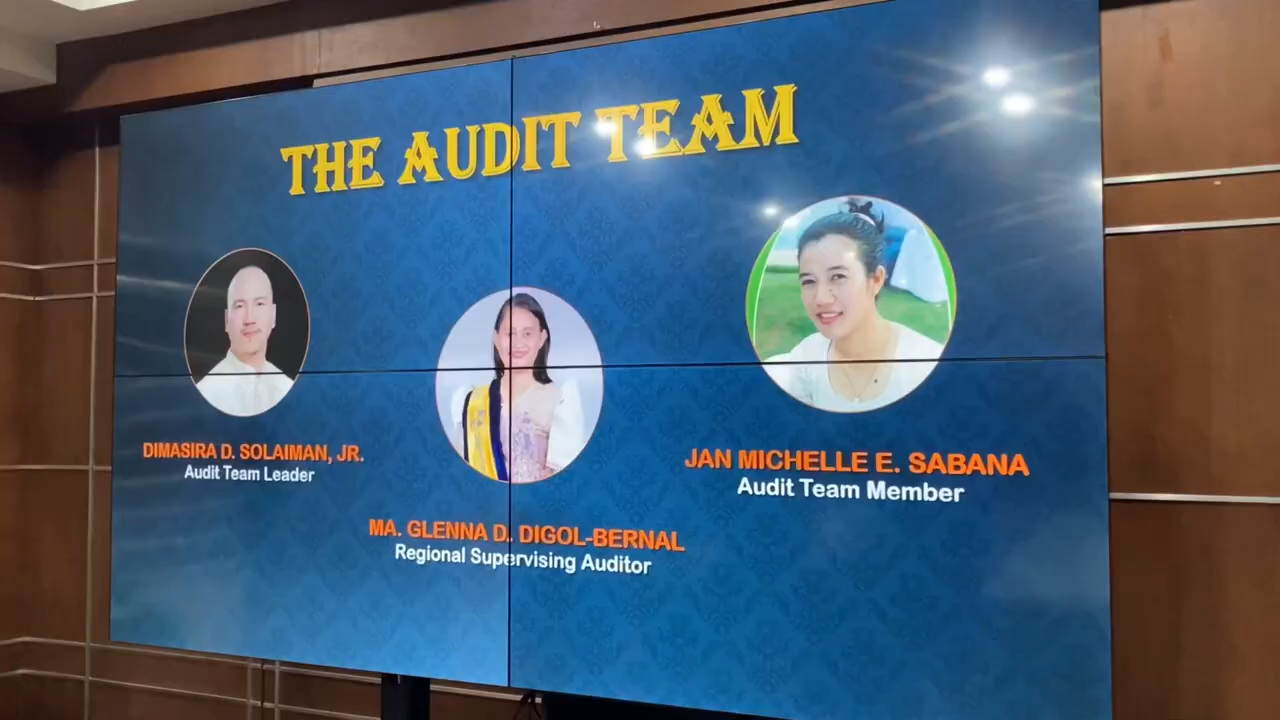 THE AUDIT TEAM
DIMASIRA D. SOLAIMAN, JR.
Audit Team Leader
MA. GLENNA D. DIGOL-BERNAL
Regional Supervising Auditor
JAN MICHELLE E. SABANA
Audit Team Member